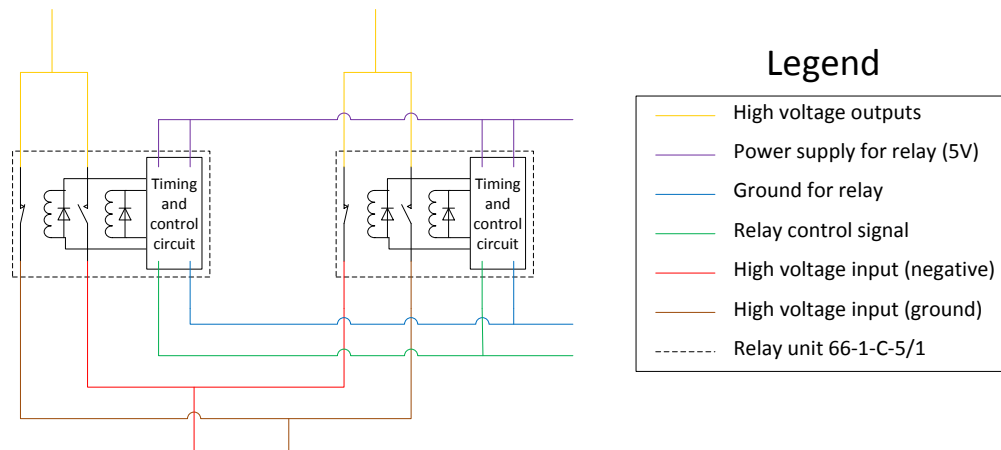 Legend
High voltage outputs
Power supply for relay (5V)
Ground for relay
Relay control signal
High voltage input (negative)
High voltage input (ground)
Relay unit 66-1-C-5/1
Timing
and
control
circuit
Timing
and
control
circuit